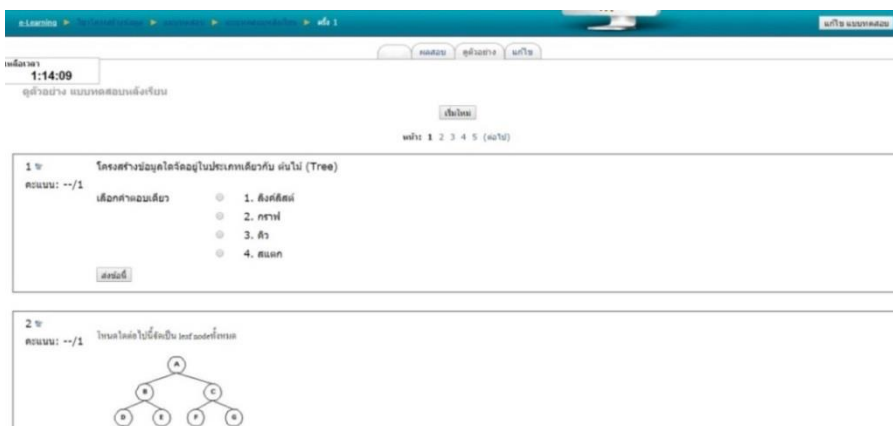 e-Learning ► ► ► ► ครั้ง 1
แก้ไข แบบทดสอบ
ทดสอบ ดูตัวอย่าง แก้ไข
เหลือเวลา
1:14:09
ดูตัวอย่าง แบบทดสอบหลังเรียน
เริ่มใหม่
หน้า: 1 2 3 4 5 (ต่อไป)
1 โครงสร้างข้อมูลใดจัดอยู่ในประเภทเดียวกับ ต้นไม้ (Tree)
คะแนน: --/1
เลือกคำตอบเดียว 1. ลิงค์ลิสต์
2. กราฟ
3. คิว
4. สแตก
ส่งข้อนี้
2 โหนดใดต่อไปนี้จัดเป็น leaf nodeทั้งหมด
คะแนน: --/1
A
B C
D E F G